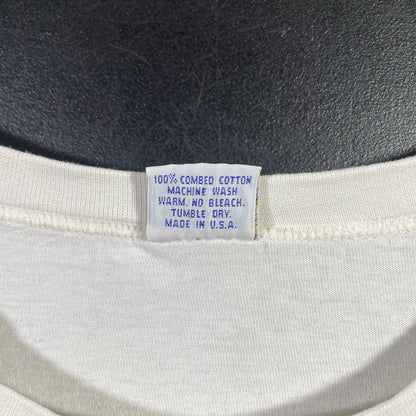 100% COMBED COTTON
MACHINE WASH
WARM. NO BLEACH.
TUMBLE DRY.
MADE IN U.S.A.